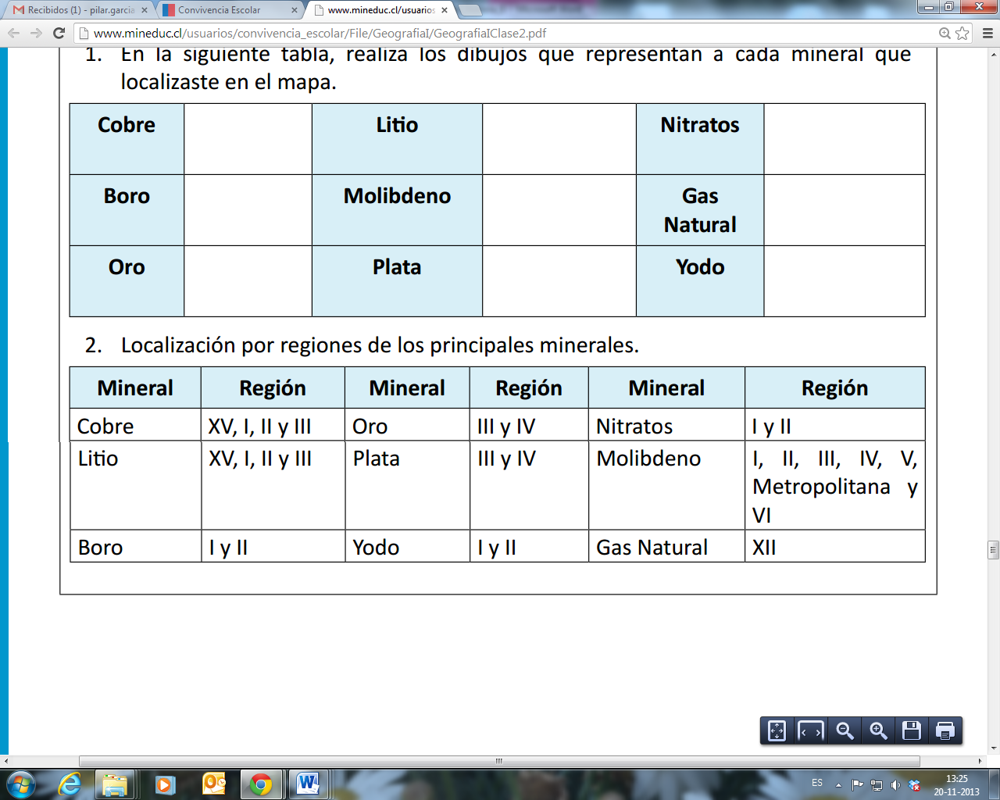 Recibidos (1) - pilar.garcia
Convivencia Escolar
www.mineduc.cl/usuarios
www.mineduc.cl/usuarios/convivencia_escolar/File/GeografiaI/GeografiaIClase2.pdf
1. En la siguiente tabla, realiza los dibujos que representan a cada mineral que
localizaste en el mapa.
Cobre Litio Nitratos
Boro Molibdeno Gas
Natural
Oro Plata Yodo
2. Localización por regiones de los principales minerales.
Mineral Región Mineral Región Mineral Región
Cobre XV, I, II y III Oro III y IV Nitratos I y II
Litio XV, I, II y III Plata III y IV Molibdeno I, II, III, IV, V,
Metropolitana y
VI
Boro I y II Yodo I y II Gas Natural XII
ES
13:25
20-11-2013